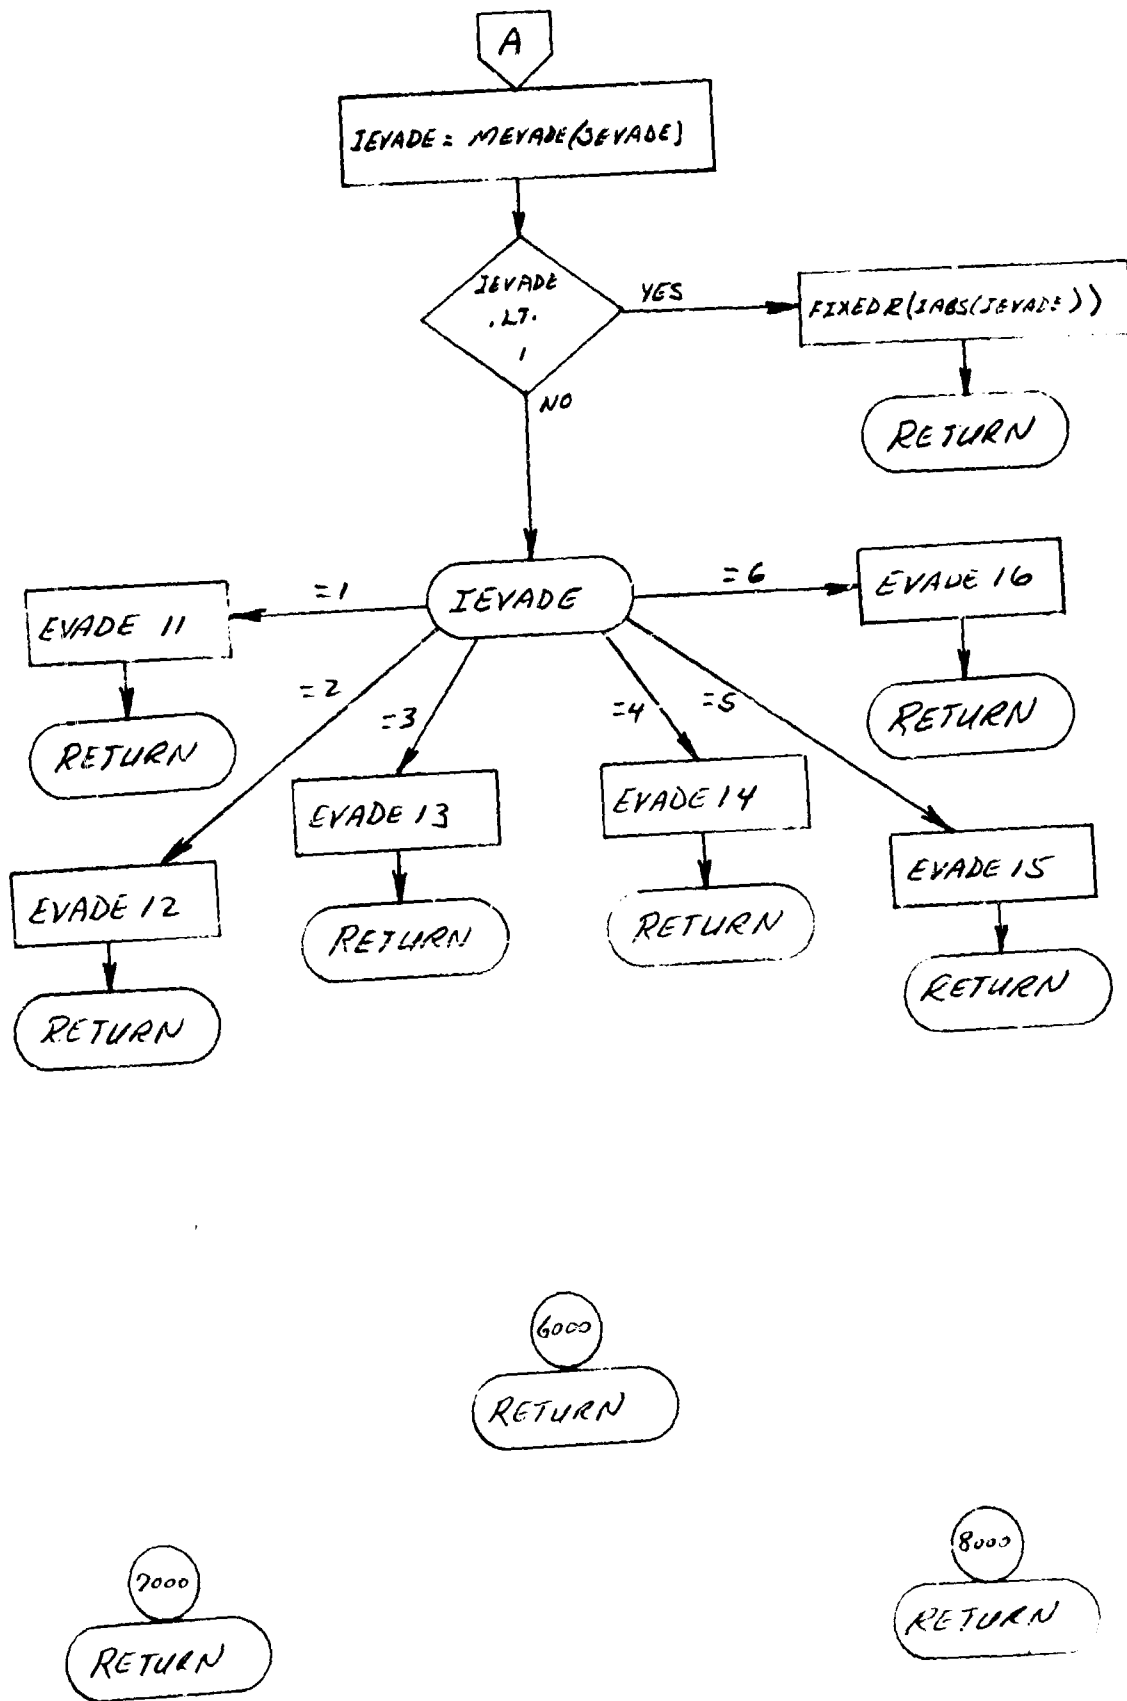 A
IEVADE = MEVADE(JEVADE)
IEVADE
.LT.
1
YES
FIXEDR(IABS(IEVADE))
NO
RETURN
IEVADE
=1
=6
EVADE 11
EVADE 16
=2
=3
=4
=5
RETURN
RETURN
EVADE 13
EVADE 14
EVADE 12
EVADE 15
RETURN
RETURN
RETURN
RETURN
6000
RETURN
7000
RETURN
8000
RETURN